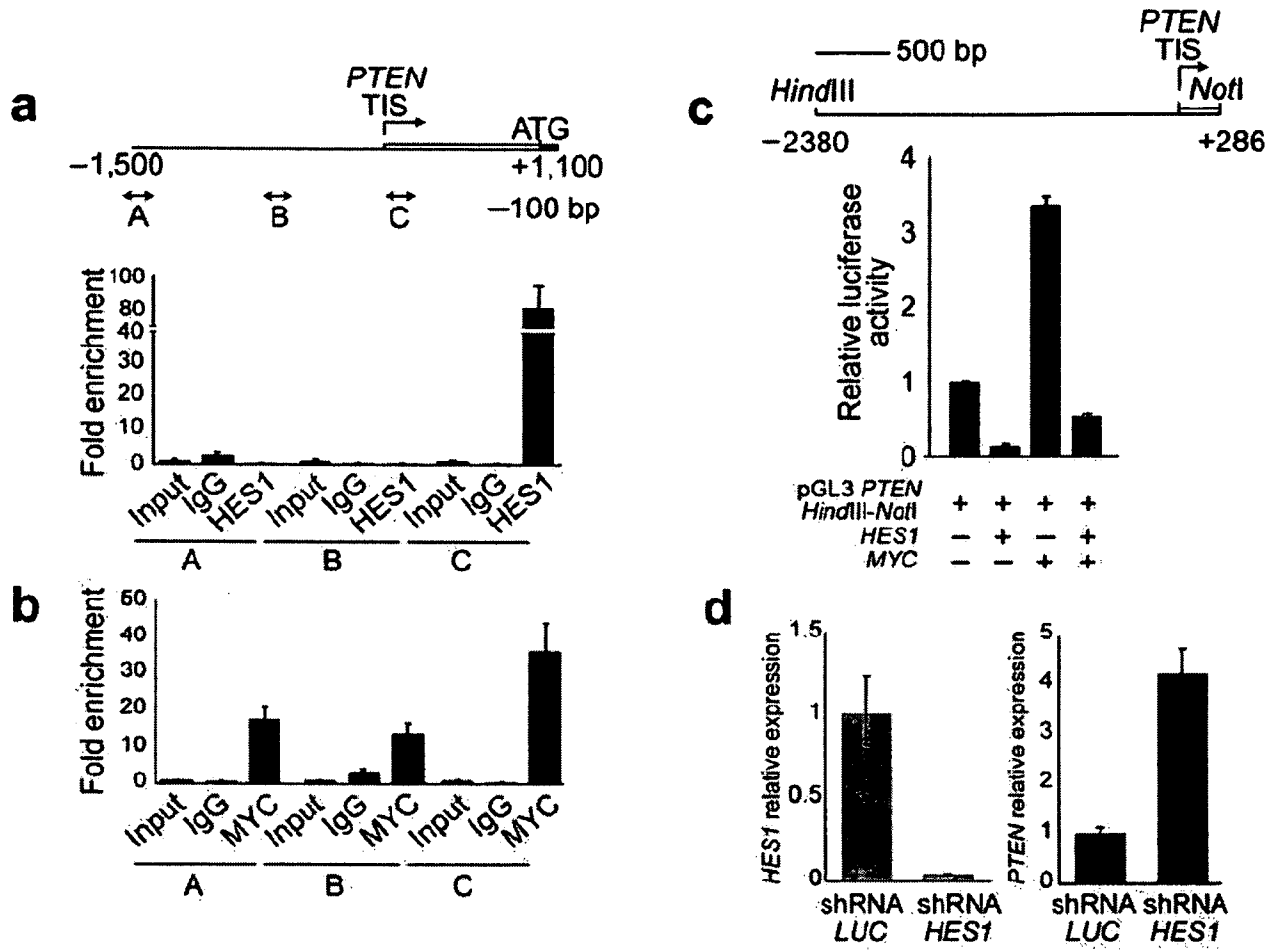 a
PTEN
TIS
ATG
−1,500
+1,100
A
B
C
−100 bp
Fold enrichment
100
80
40
30
20
10
0
Input
IgG
HES1
Input
IgG
HES1
Input
IgG
HES1
A
B
C
b
Fold enrichment
50
40
30
20
10
0
Input
IgG
MYC
Input
IgG
MYC
Input
IgG
MYC
A
B
C
c
500 bp
PTEN
TIS
HindIII
NotI
−2380
+286
Relative luciferase
activity
4
3
2
1
0
pGL3 PTEN
HindIII-NotI
+ + + +
HES1
− + − +
MYC
− − + +
d
HES1 relative expression
1.5
1
0.5
0
shRNA
LUC
shRNA
HES1
PTEN relative expression
5
4
3
2
1
0
shRNA
LUC
shRNA
HES1